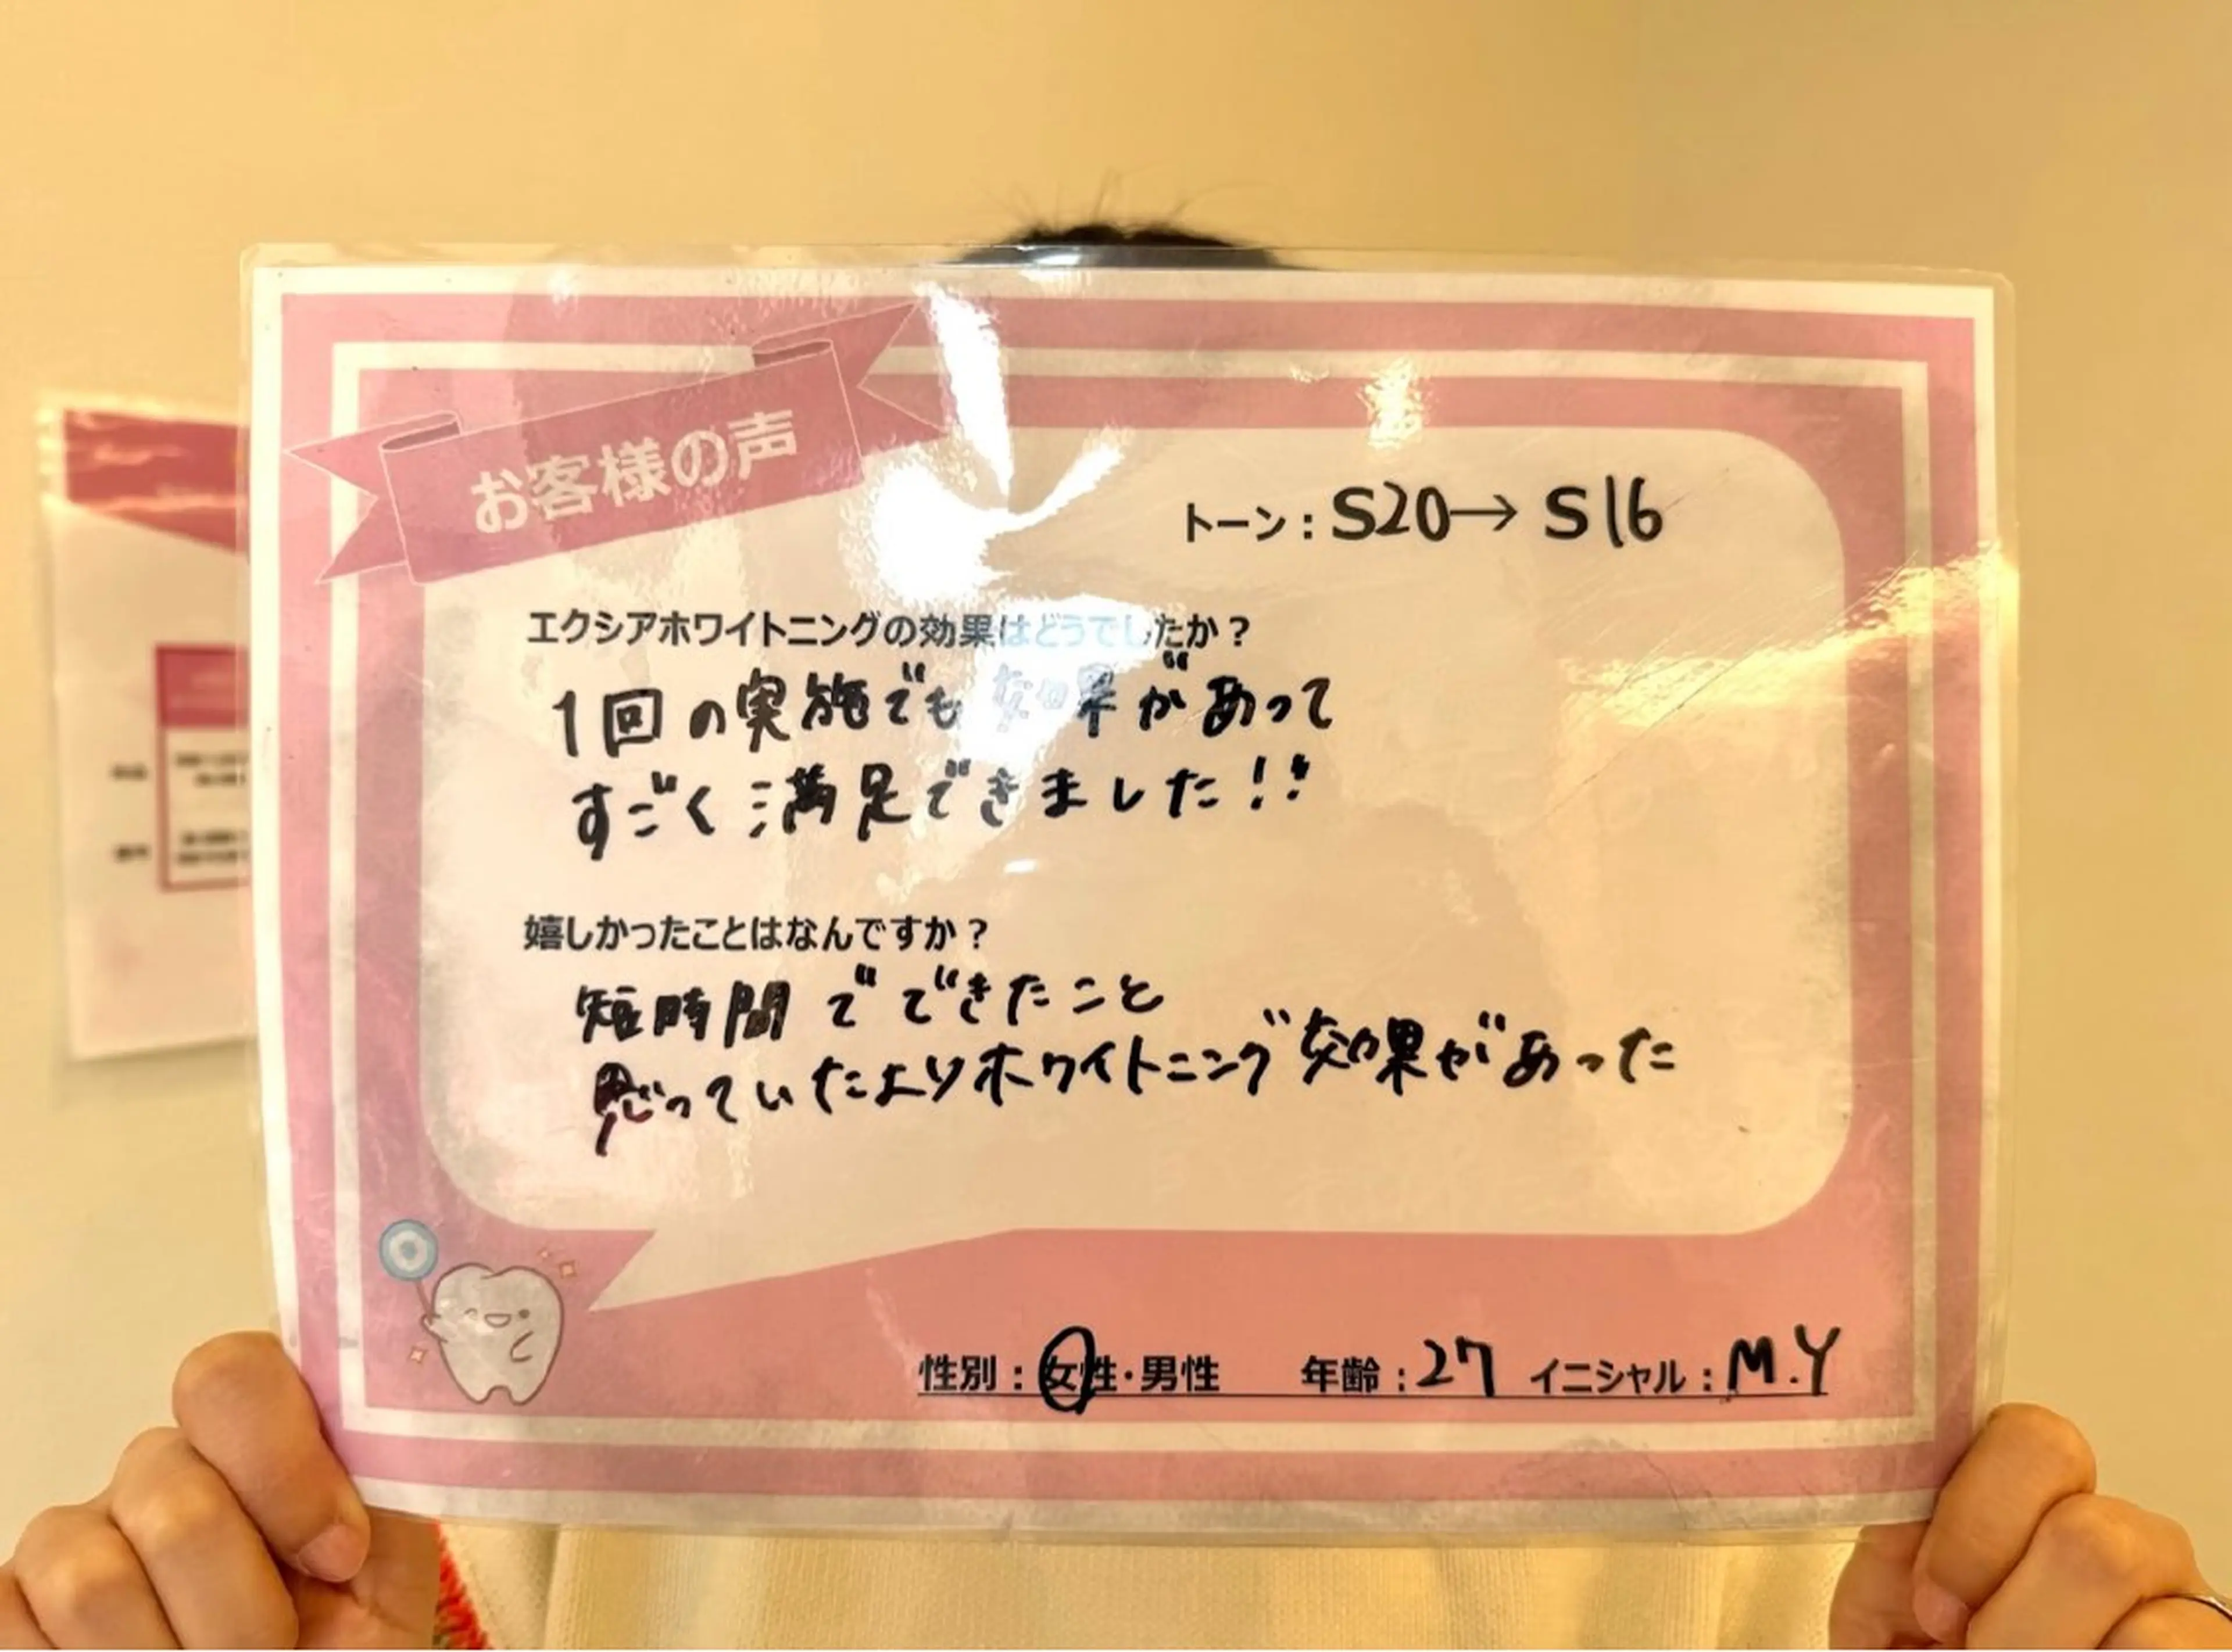 お客様の声
トーン：S20→S16
エクシアホワイトニングの効果はどうでしたか？
1回の実施でも効果があって
すごく満足できました!!
嬉しかったことはなんですか？
短時間でできたこと
思っていたよりホワイトニング効果があった
性別：女性・男性　年齢：27　イニシャル：M.Y